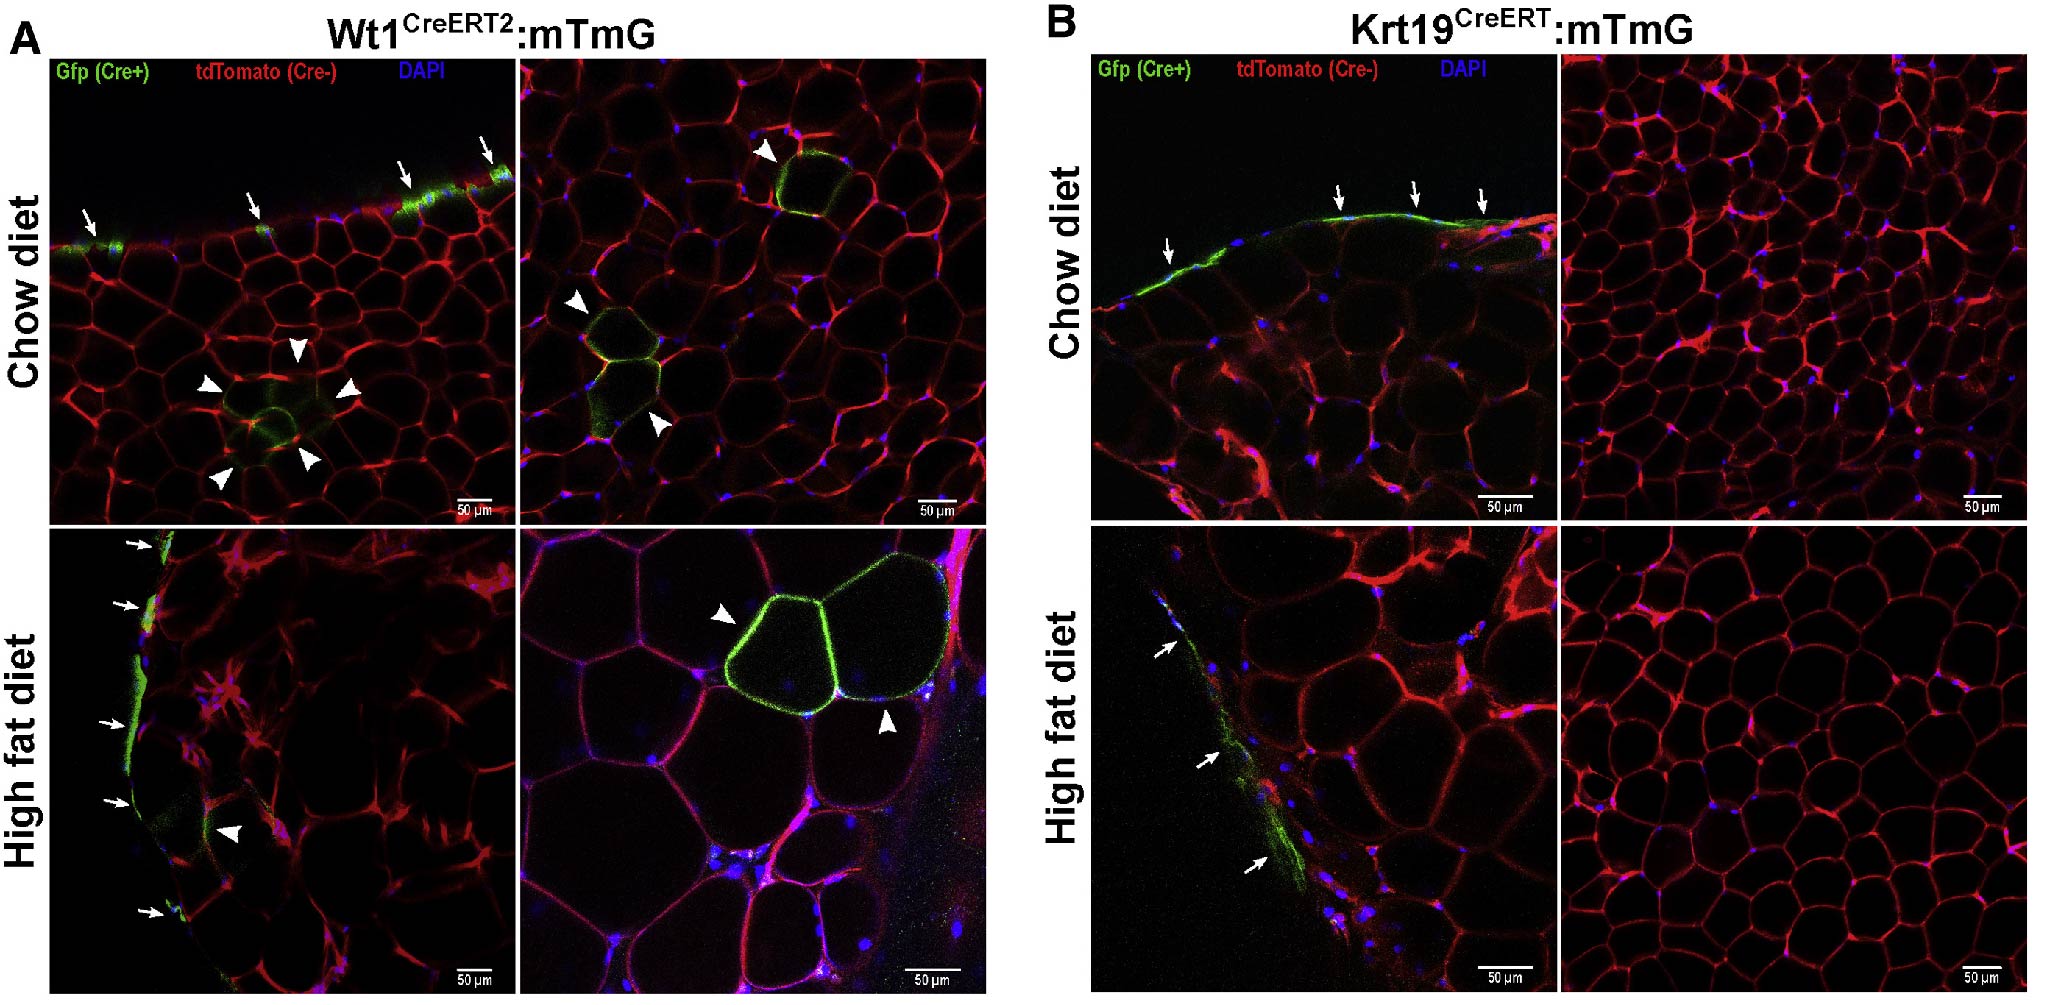 A
Wt1CreERT2:mTmG
Gfp (Cre+) tdTomato (Cre-) DAPI
Chow diet
50 µm
50 µm
High fat diet
50 µm
50 µm
B
Krt19CreERT:mTmG
Gfp (Cre+) tdTomato (Cre-) DAPI
Chow diet
50 µm
50 µm
High fat diet
50 µm
50 µm